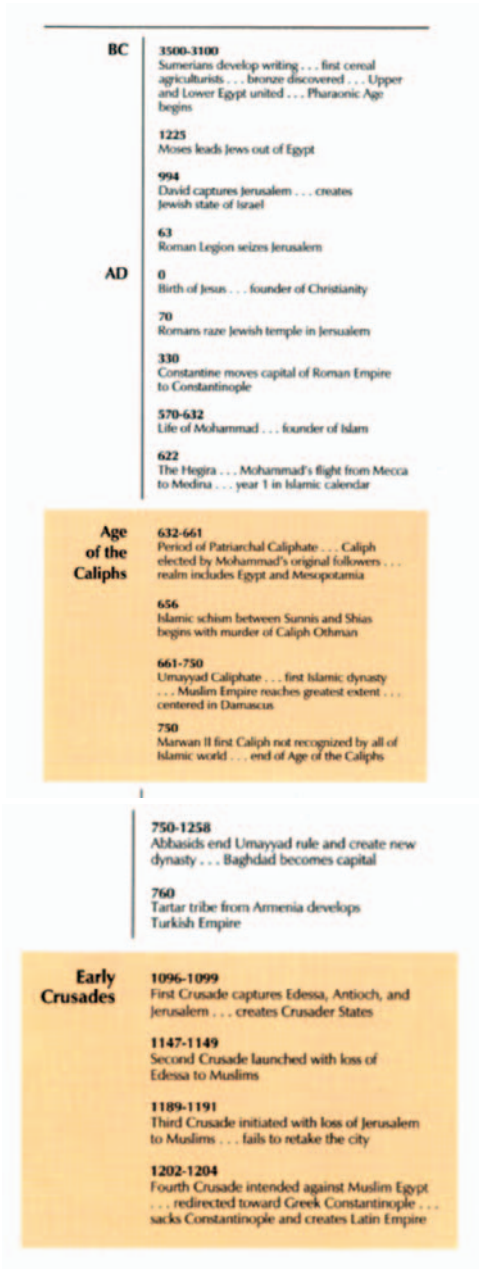 BC
3500-3100
Sumerians develop writing . . . first cereal
agriculturists . . . bronze discovered . . . Upper
and Lower Egypt united . . . Pharaonic Age
begins
1225
Moses leads Jews out of Egypt
994
David captures Jerusalem . . . creates
Jewish state of Israel
63
Roman Legion seizes Jerusalem
AD
0
Birth of Jesus . . . founder of Christianity
70
Romans raze Jewish temple in Jersualem
330
Constantine moves capital of Roman Empire
to Constantinople
570-632
Life of Mohammad . . . founder of Islam
622
The Hegira . . . Mohammad's flight from Mecca
to Medina . . . year 1 in Islamic calendar
Age
of the
Caliphs
632-661
Period of Patriarchal Caliphate . . . Caliph
elected by Mohammad's original followers . . .
realm includes Egypt and Mesopotamia
656
Islamic schism between Sunnis and Shias
begins with murder of Caliph Othman
661-750
Umayyad Caliphate . . . first Islamic dynasty
. . . Muslim Empire reaches greatest extent . . .
centered in Damascus
750
Marwan II first Caliph not recognized by all of
Islamic world . . . end of Age of the Caliphs
750-1258
Abbasids end Umayyad rule and create new
dynasty . . . Baghdad becomes capital
760
Tartar tribe from Armenia develops
Turkish Empire
Early
Crusades
1096-1099
First Crusade captures Edessa, Antioch, and
Jerusalem . . . creates Crusader States
1147-1149
Second Crusade launched with loss of
Edessa to Muslims
1189-1191
Third Crusade initiated with loss of Jerusalem
to Muslims . . . fails to retake the city
1202-1204
Fourth Crusade intended against Muslim Egypt
. . . redirected toward Greek Constantinople . . .
sacks Constantinople and creates Latin Empire